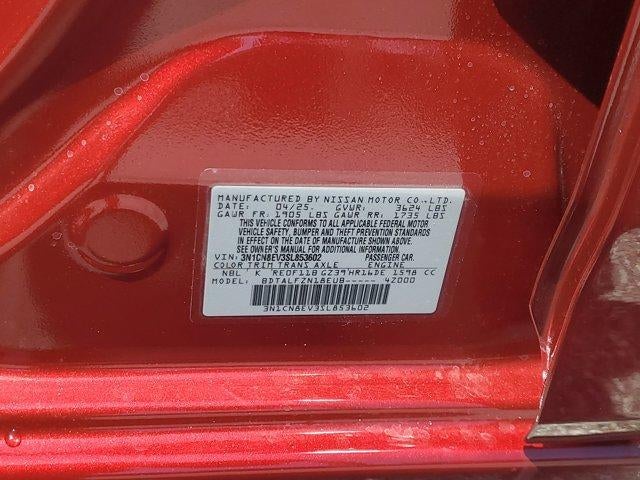 MANUFACTURED BY NISSAN MOTOR CO.,LTD.
DATE: 04/25 GVWR: 3624 LBS
GAWR FR: 1905 LBS GAWR RR: 1735 LBS
THIS VEHICLE CONFORMS TO ALL APPLICABLE FEDERAL MOTOR
VEHICLE SAFETY, BUMPER AND THEFT PREVENTION STANDARDS
IN EFFECT ON THE DATE OF MANUFACTURE SHOWN ABOVE.
SEE OWNER'S MANUAL FOR FURTHER INFORMATION.
VIN: 3N1CN8EV3SL853602 PASSENGER CAR.
COLOR TRIM TRANS AXLE ENGINE
NBL K RE0F11B GZ39 HR16DE 1598 CC
MODEL: BDTALFZN18EUB----- 4Z000
3N1CN8EV3SL853602